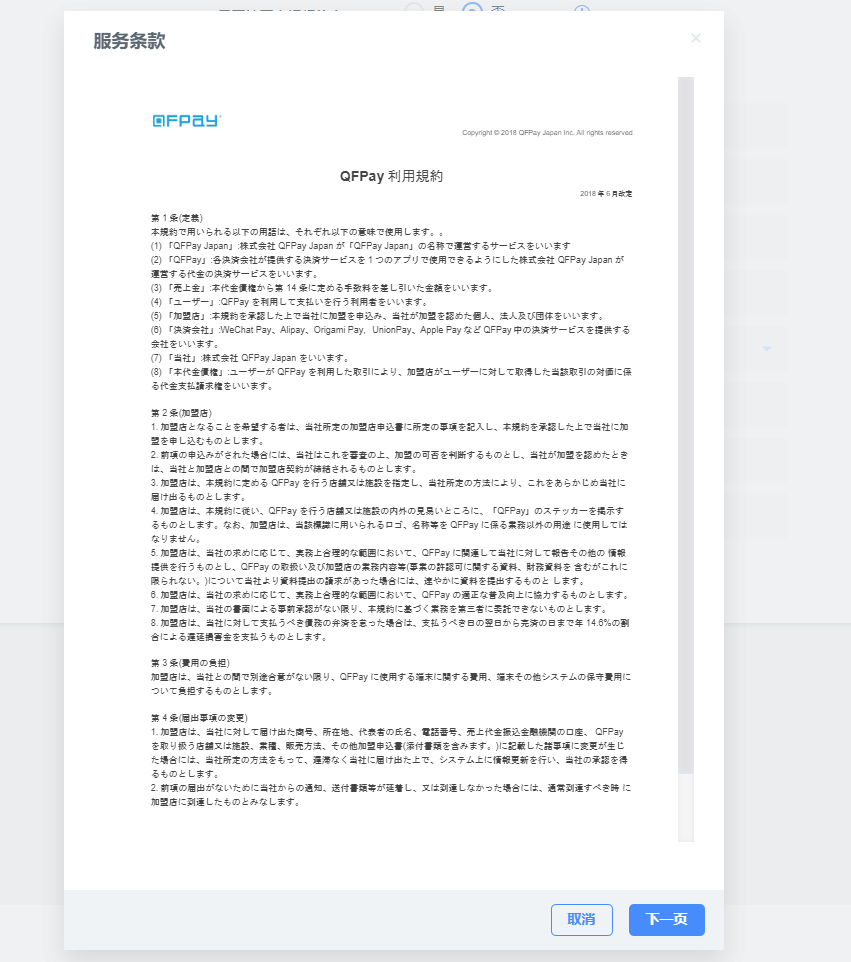 服务条款
×
QFPAY
Copyright © 2018 QFPay Japan Inc. All rights reserved
QFPay 利用規約
2018 年 6 月改定
第 1 条(定義)
本規約で用いられる以下の用語は、それぞれ以下の意味で使用します。。
(1) 「QFPay Japan」:株式会社 QFPay Japan が「QFPay Japan」の名称で運営するサービスをいいます
(2) 「QFPay」:各決済会社が提供する決済サービスを 1 つのアプリで使用できるようにした株式会社 QFPay Japan が
運営する代金の決済サービスをいいます。
(3) 「売上金」:本代金債権から第 14 条に定める手数料を差し引いた金額をいいます。
(4) 「ユーザー」:QFPay を利用して支払いを行う利用者をいいます。
(5) 「加盟店」:本規約を承認した上で当社に加盟を申込み、当社が加盟を認めた個人、法人及び団体をいいます。
(6) 「決済会社」:WeChat Pay、Alipay、Origami Pay, UnionPay、Apple Pay など QFPay 中の決済サービスを提供する
会社をいいます。
(7) 「当社」:株式会社 QFPay Japan をいいます。
(8) 「本代金債権」:ユーザーが QFPay を利用した取引により、加盟店がユーザーに対して取得した当該取引の対価に係
る代金支払請求権をいいます。
第 2 条(加盟店)
1. 加盟店となることを希望する者は、当社所定の加盟店申込書に所定の事項を記入し、本規約を承認した上で当社に加
盟を申し込むものとします。
2. 前項の申込みがされた場合には、当社はこれを審査の上、加盟の可否を判断するものとし、当社が加盟を認めたとき
は、当社と加盟店との間で加盟店契約が締結されるものとします。
3. 加盟店は、本規約に定める QFPay を行う店舗又は施設を指定し、当社所定の方法により、これをあらかじめ当社に
届け出るものとします。
4. 加盟店は、本規約に従い、QFPay を行う店舗又は施設の内外の見易いところに、「QFPay」のステッカーを掲示す
るものとします。なお、加盟店は、当該標識に用いられるロゴ、名称等を QFPay に係る業務以外の用途 に使用しては
なりません。
5. 加盟店は、当社の求めに応じて、実務上合理的な範囲において、QFPay に関連して当社に対して報告その他の 情報
提供を行うものとし、QFPay の取扱い及び加盟店の業務内容等(事業の許認可に関する資料、財務資料を 含むがこれに
限られない。)について当社より資料提出の請求があった場合には、速やかに資料を提出するものと します。
6. 加盟店は、当社の求めに応じて、実務上合理的な範囲において、QFPay の適正な普及向上に協力するものとします。
7. 加盟店は、当社の書面による事前承認がない限り、本規約に基づく業務を第三者に委託できないものとします。
8. 加盟店は、当社に対して支払うべき債務の弁済を怠った場合は、支払うべき日の翌日から完済の日まで年 14.6%の割
合による遅延損害金を支払うものとします。
第 3 条(費用の負担)
加盟店は、当社との間で別途合意がない限り、QFPay に使用する端末に関する費用、端末その他システムの保守費用に
ついて負担するものとします。
第 4 条(届出事項の変更)
1. 加盟店は、当社に対して届け出た商号、所在地、代表者の氏名、電話番号、売上代金振込金融機関の口座、 QFPay
を取り扱う店舗又は施設、業種、販売方法、その他加盟申込書(添付書類を含みます。)に記載した諸事項に変更が生じ
た場合には、当社所定の方法をもって、遅滞なく当社に届け出た上で、システム上に情報更新を行い、当社の承認を得
るものとします。
2. 前項の届出がないために当社からの通知、送付書類等が延着し、又は到達しなかった場合には、通常到達すべき時 に
加盟店に到達したものとみなします。
取消
下一页